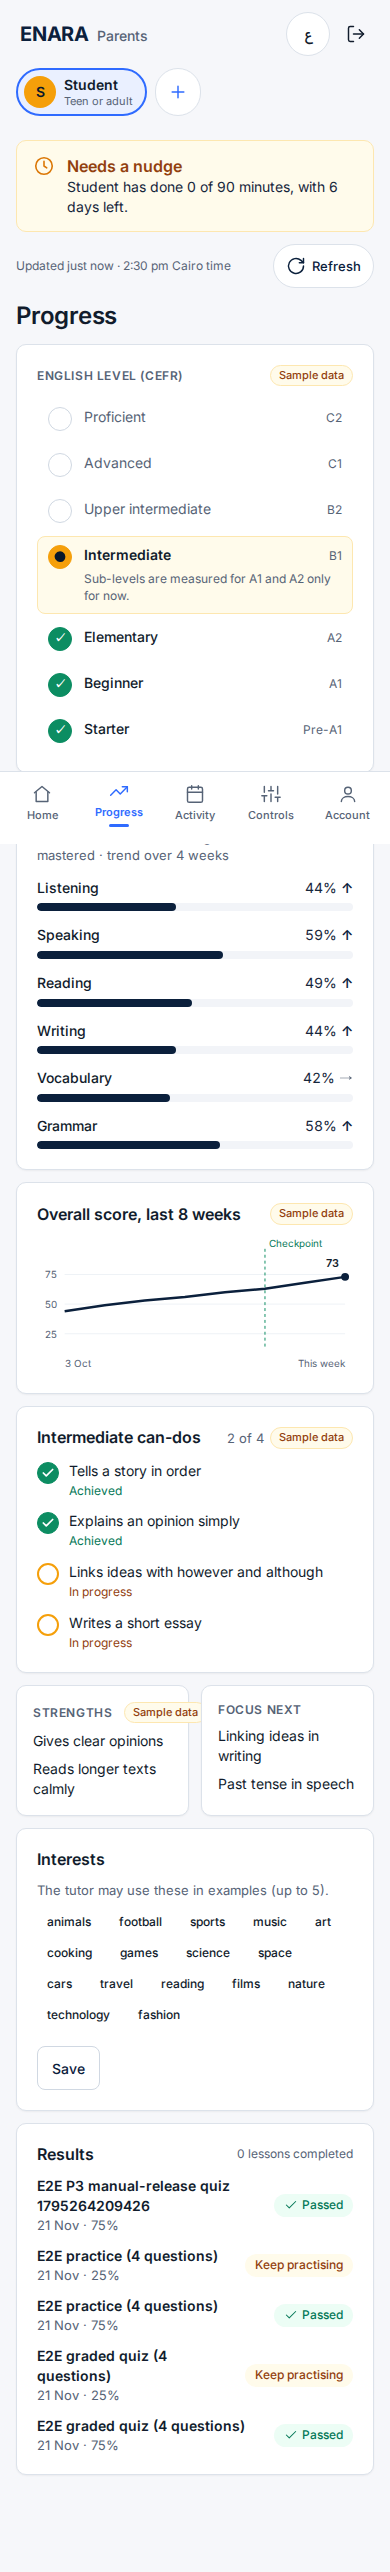 ENARA Parents
ع
S
Student
Teen or adult
Needs a nudge
Student has done 0 of 90 minutes, with 6
days left.
Updated just now · 2:30 pm Cairo time
Refresh
Progress
ENGLISH LEVEL (CEFR)
Sample data
Proficient C2
Advanced C1
Upper intermediate B2
Intermediate B1
Sub-levels are measured for A1 and A2 only
for now.
Elementary A2
Beginner A1
Starter Pre-A1
Home
Progress
Activity
Controls
Account
mastered · trend over 4 weeks
Listening 44% ↑
Speaking 59% ↑
Reading 49% ↑
Writing 44% ↑
Vocabulary 42% →
Grammar 58% ↑
Overall score, last 8 weeks
Sample data
Checkpoint
73
75
50
25
3 Oct
This week
Intermediate can-dos
2 of 4
Sample data
Tells a story in order
Achieved
Explains an opinion simply
Achieved
Links ideas with however and although
In progress
Writes a short essay
In progress
STRENGTHS
Sample data
Gives clear opinions
Reads longer texts
calmly
FOCUS NEXT
Linking ideas in
writing
Past tense in speech
Interests
The tutor may use these in examples (up to 5).
animals football sports music art
cooking games science space
cars travel reading films nature
technology fashion
Save
Results
0 lessons completed
E2E P3 manual-release quiz
1795264209426
21 Nov · 75%
Passed
E2E practice (4 questions)
21 Nov · 25%
Keep practising
E2E practice (4 questions)
21 Nov · 75%
Passed
E2E graded quiz (4
questions)
21 Nov · 25%
Keep practising
E2E graded quiz (4 questions)
21 Nov · 75%
Passed